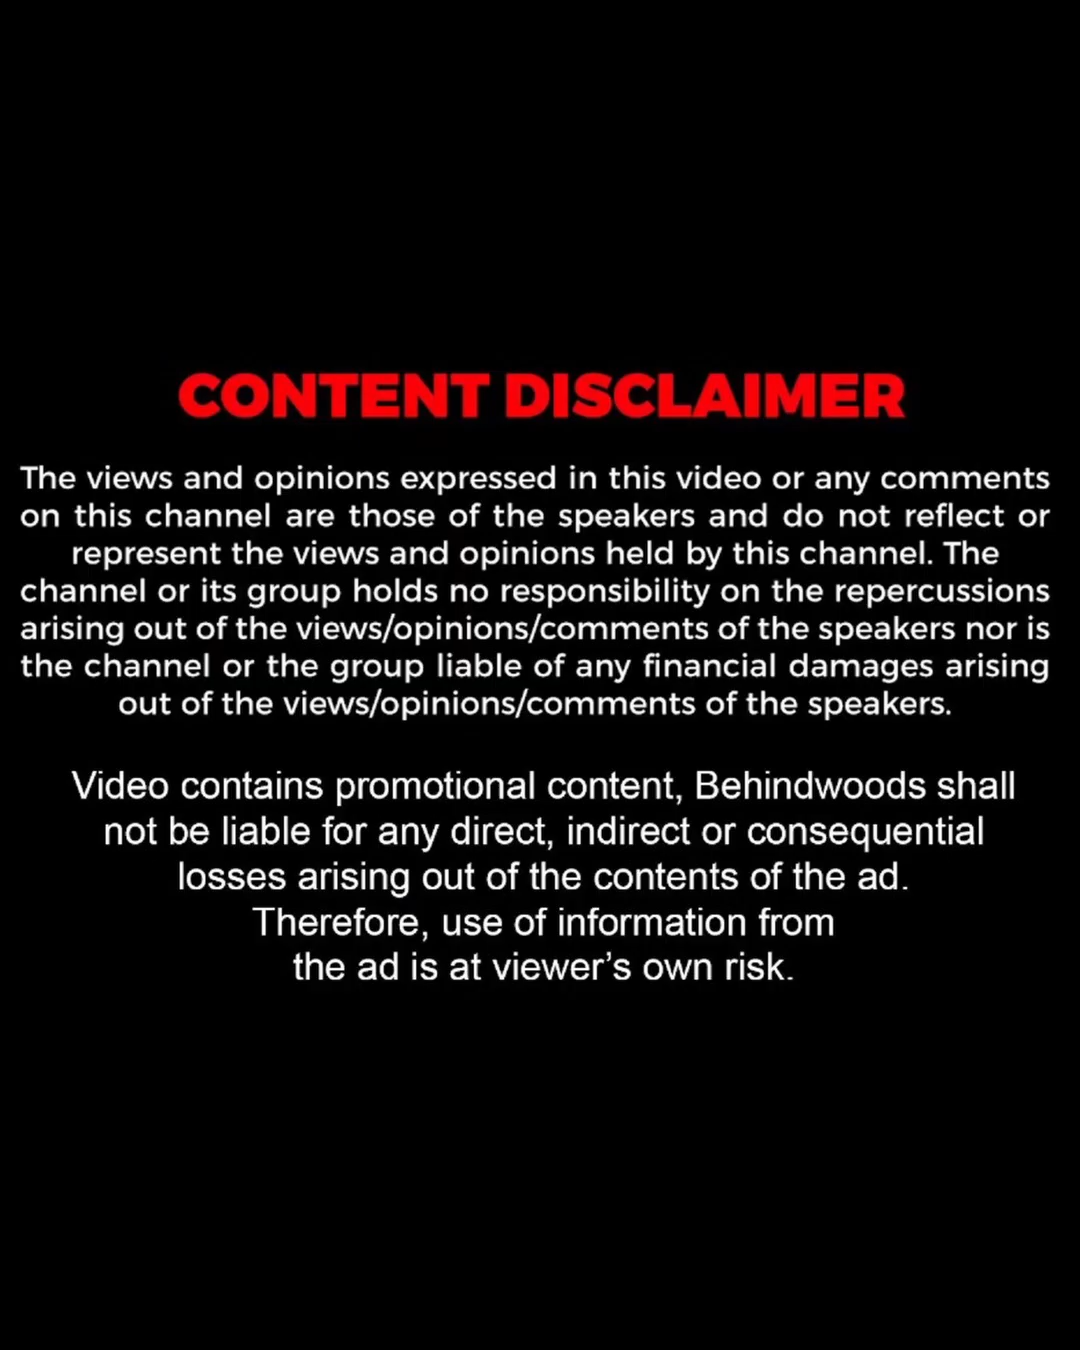 CONTENT DISCLAIMER
The views and opinions expressed in this video or any comments
on this channel are those of the speakers and do not reflect or
represent the views and opinions held by this channel. The
channel or its group holds no responsibility on the repercussions
arising out of the views/opinions/comments of the speakers nor is
the channel or the group liable of any financial damages arising
out of the views/opinions/comments of the speakers.
Video contains promotional content, Behindwoods shall
not be liable for any direct, indirect or consequential
losses arising out of the contents of the ad.
Therefore, use of information from
the ad is at viewer’s own risk.